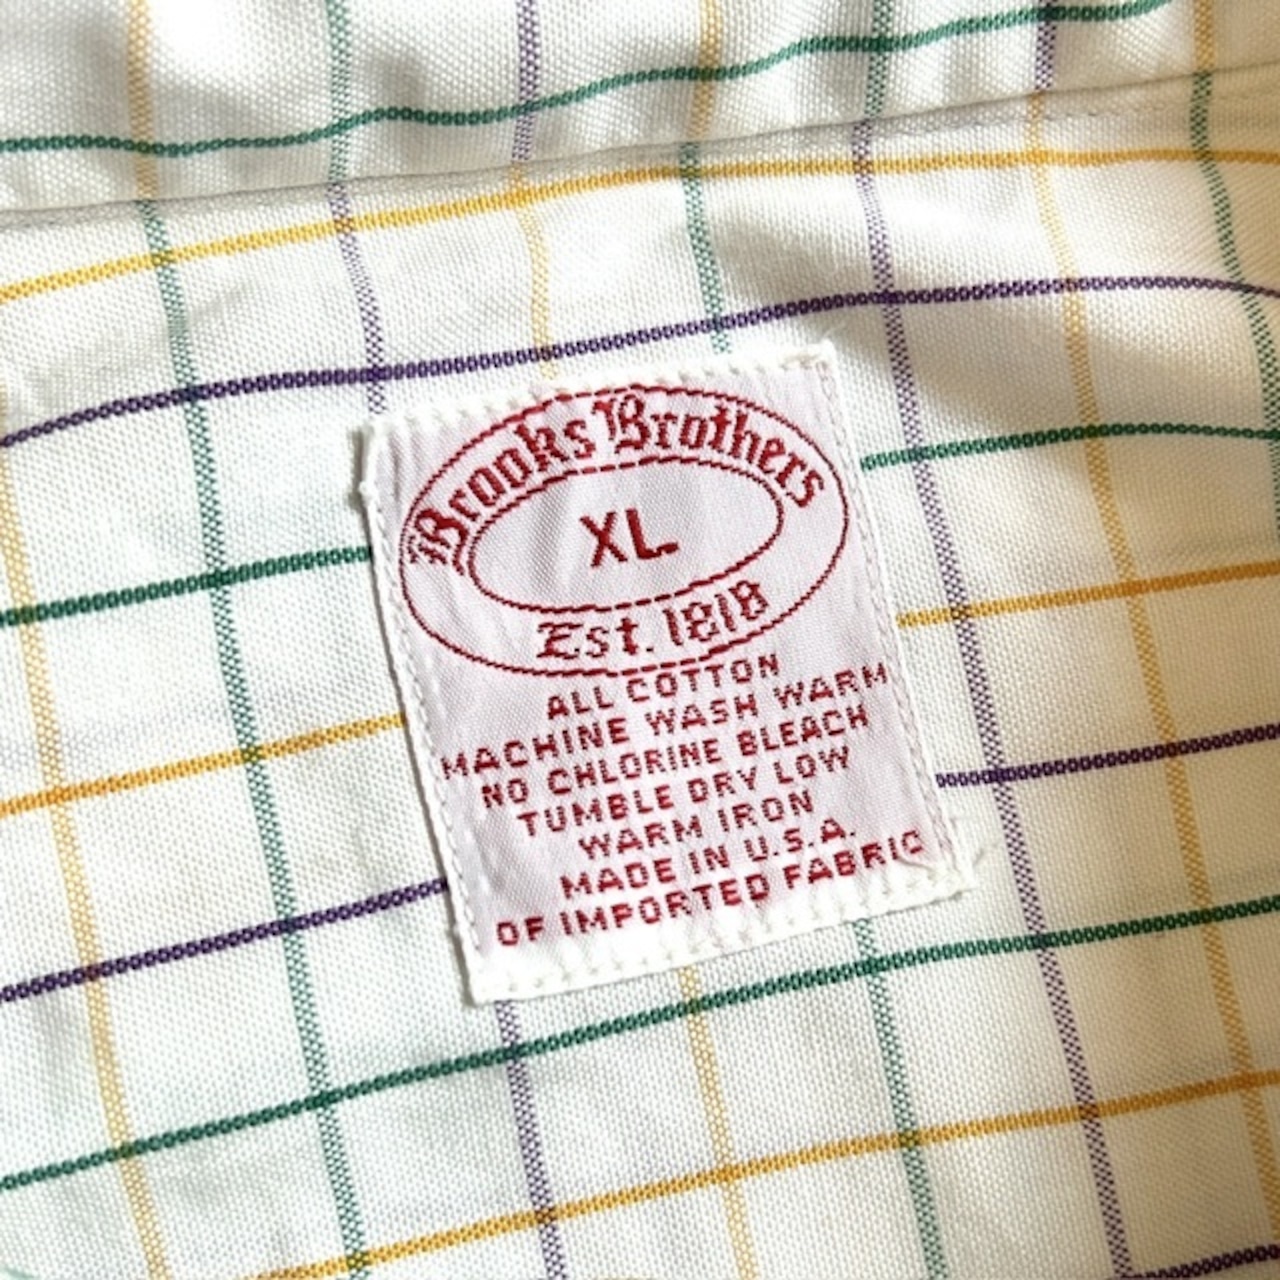 Brooks Brothers
XL
Est. 1818
ALL COTTON
MACHINE WASH WARM
NO CHLORINE BLEACH
TUMBLE DRY LOW
WARM IRON
MADE IN U.S.A.
OF IMPORTED FABRIC